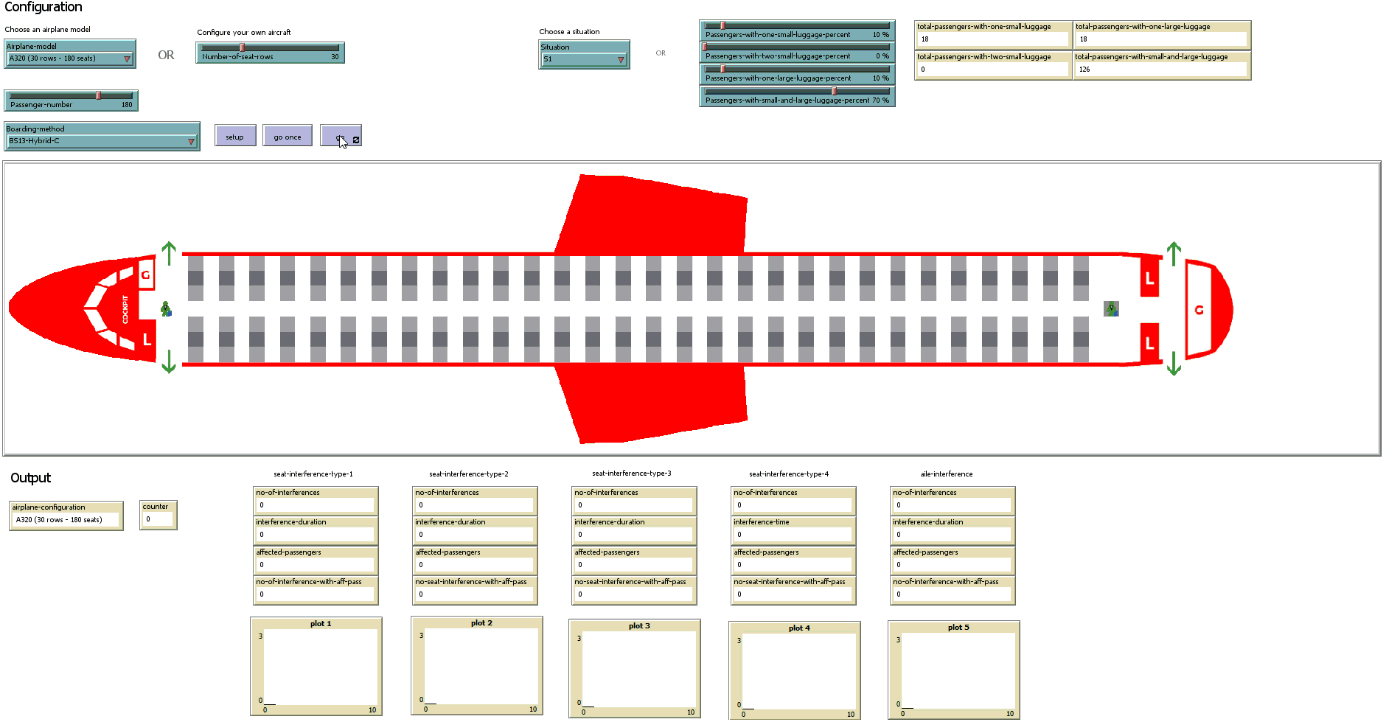 Configuration
Choose an airplane model
Airplane-model
A320 (30 rows - 180 seats)
OR
Configure your own aircraft
Number-of-seat-rows 30
Choose a situation
Situation
S1
OR
Passengers-with-one-small-luggage-percent 10 %
Passengers-with-two-small-luggage-percent 0 %
Passengers-with-one-large-luggage-percent 10 %
Passengers-with-small-and-large-luggage-percent 70 %
total-passengers-with-one-small-luggage
18
total-passengers-with-one-large-luggage
18
total-passengers-with-two-small-luggage
0
total-passengers-with-small-and-large-luggage
126
Passenger-number 180
Boarding-method
BS13-Hybrid-C
setup
go once
G
COCKPIT
L
L
L
G
Output
airplane-configuration
A320 (30 rows - 180 seats)
counter
0
seat-interference-type-1
no-of-interferences
0
interference-duration
0
affected-passengers
0
no-of-interference-with-aff-pass
0
plot 1
3
0
0 10
seat-interference-type-2
no-of-interferences
0
interference-duration
0
affected-passengers
0
no-seat-interference-with-aff-pass
0
plot 2
3
0
0 10
seat-interference-type-3
no-of-interferences
0
interference-duration
0
affected-passengers
0
no-seat-interference-with-aff-pass
0
plot 3
3
0
0 10
seat-interference-type-4
no-of-interferences
0
interference-time
0
affected-passengers
0
no-seat-interference-with-aff-pass
0
plot 4
3
0
0 10
aile-interference
no-of-interferences
0
interference-duration
0
affected-passengers
0
no-of-interference-with-aff-pass
0
plot 5
3
0
0 10